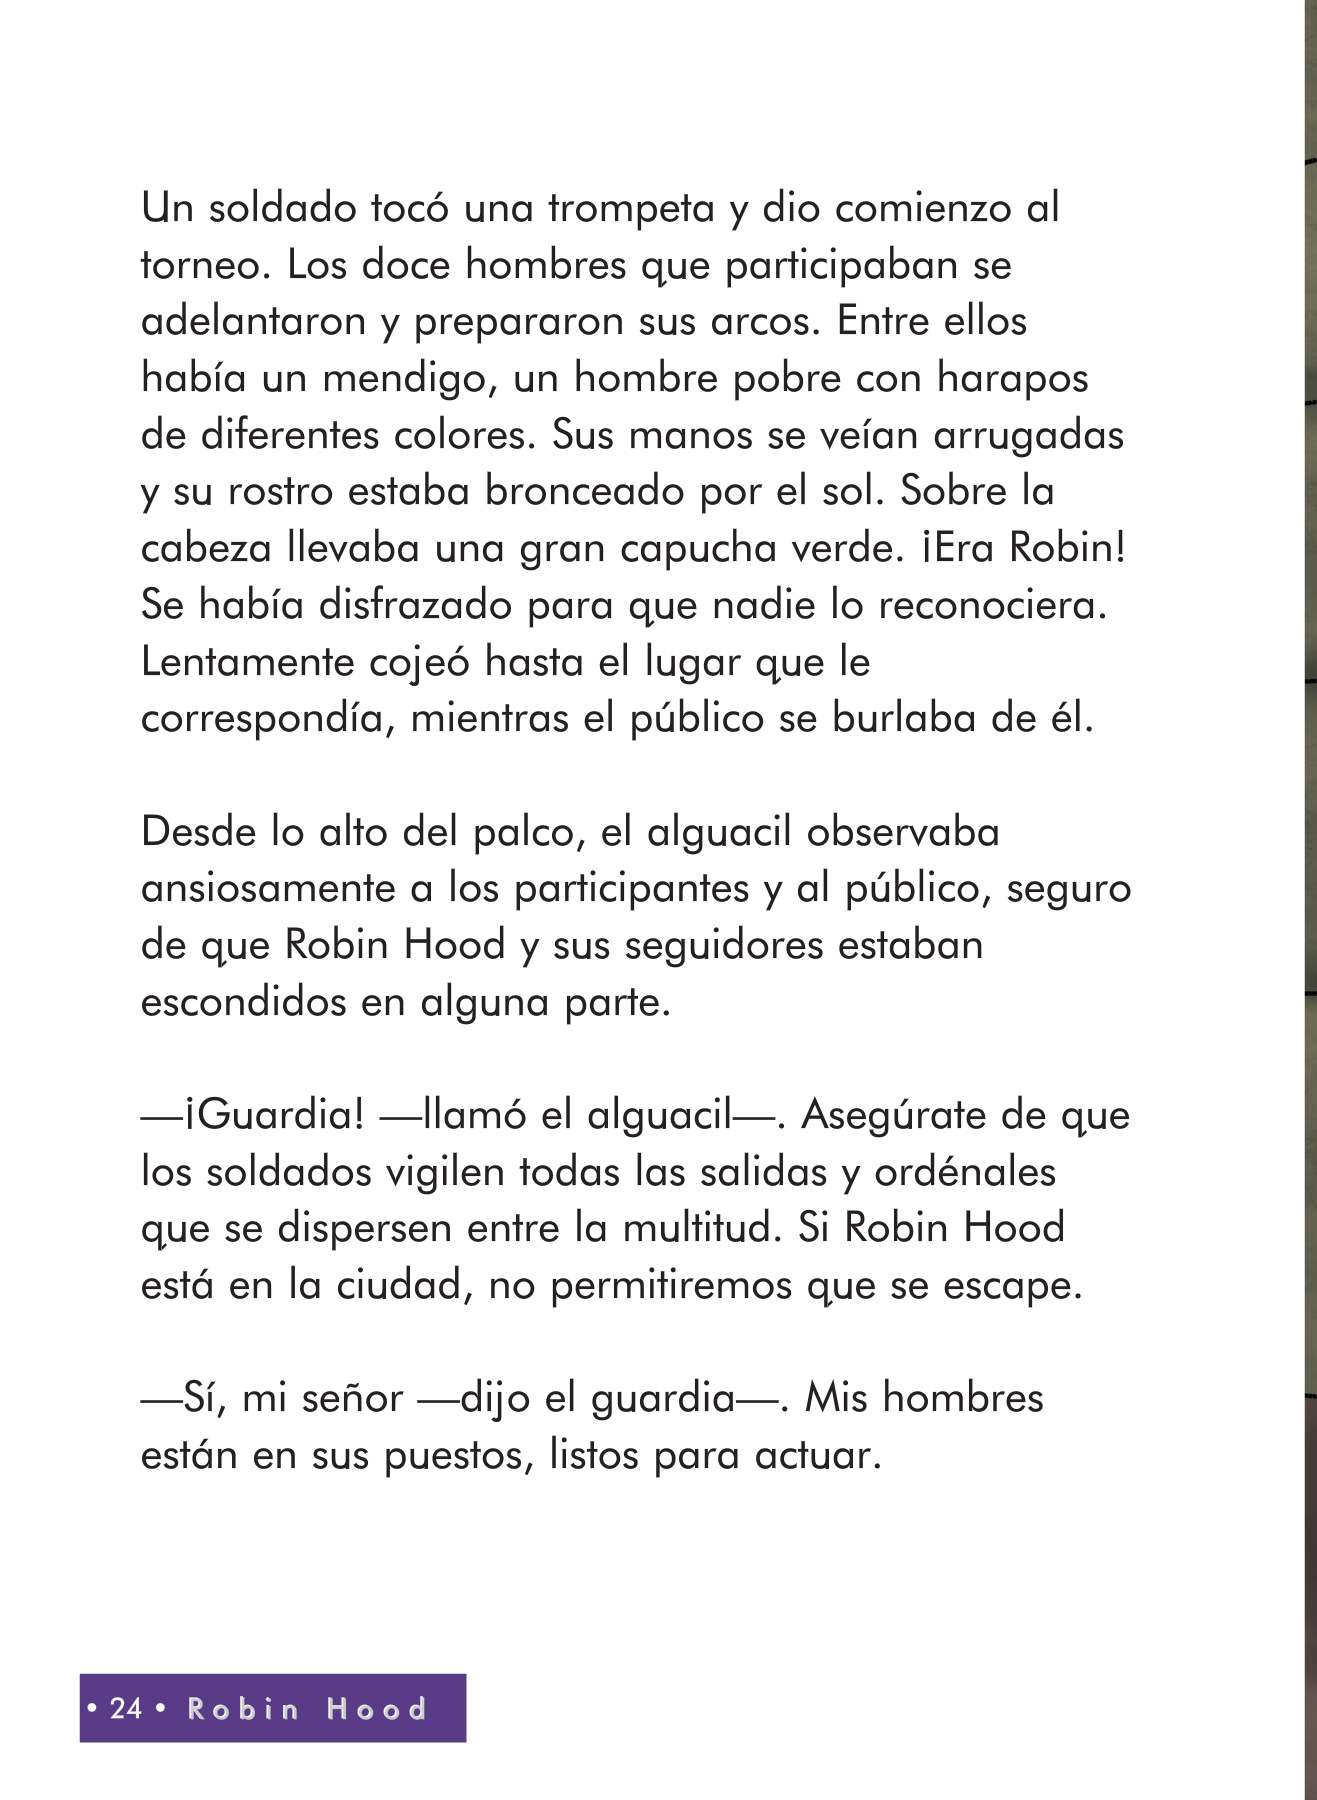 Un soldado tocó una trompeta y dio comienzo al
torneo. Los doce hombres que participaban se
adelantaron y prepararon sus arcos. Entre ellos
había un mendigo, un hombre pobre con harapos
de diferentes colores. Sus manos se veían arrugadas
y su rostro estaba bronceado por el sol. Sobre la
cabeza llevaba una gran capucha verde. ¡Era Robin!
Se había disfrazado para que nadie lo reconociera.
Lentamente cojeó hasta el lugar que le
correspondía, mientras el público se burlaba de él.

Desde lo alto del palco, el alguacil observaba
ansiosamente a los participantes y al público, seguro
de que Robin Hood y sus seguidores estaban
escondidos en alguna parte.

—¡Guardia! —llamó el alguacil—. Asegúrate de que
los soldados vigilen todas las salidas y ordénales
que se dispersen entre la multitud. Si Robin Hood
está en la ciudad, no permitiremos que se escape.

—Sí, mi señor —dijo el guardia—. Mis hombres
están en sus puestos, listos para actuar.

• 24 • Robin Hood